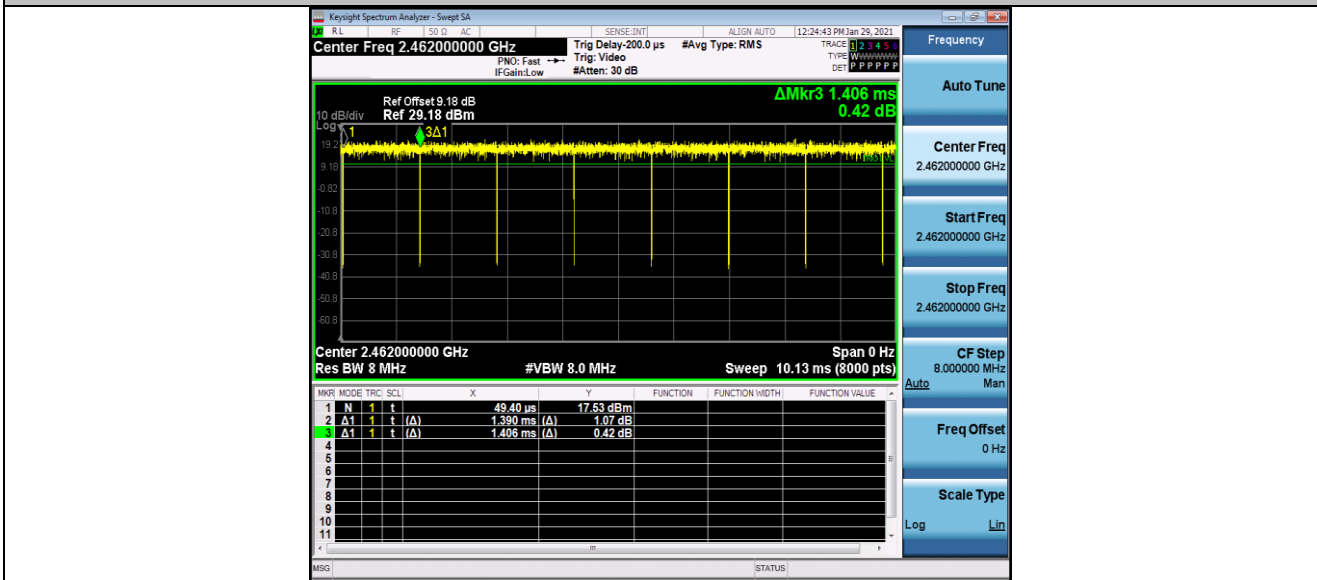 Keysight Spectrum Analyzer - Swept SA
RL RF 50 Ω AC SENSE:INT ALIGN AUTO 12:24:43 PM Jan 29, 2021
Center Freq 2.462000000 GHz
PNO: Fast
IFGain:Low
Trig Delay-200.0 µs
Trig: Video
#Atten: 30 dB
#Avg Type: RMS
TRACE 1 2 3 4 5 6
TYPE WWWWWW
DET P P P P P P
ΔMkr3 1.406 ms
0.42 dB
Ref Offset 9.18 dB
10 dB/div Ref 29.18 dBm
Log
1 3Δ1
19.2
9.18
-0.82
-10.8
-20.8
-30.8
-40.8
-50.8
-60.8
Center 2.462000000 GHz Span 0 Hz
Res BW 8 MHz #VBW 8.0 MHz Sweep 10.13 ms (8000 pts)
MKR MODE TRC SCL X Y FUNCTION FUNCTION WIDTH FUNCTION VALUE
1 N 1 t 49.40 µs 17.53 dBm
2 Δ1 1 t (Δ) 1.390 ms (Δ) 1.07 dB
3 Δ1 1 t (Δ) 1.406 ms (Δ) 0.42 dB
4
5
6
7
8
9
10
11
MSG STATUS
Frequency
Auto Tune
Center Freq
2.462000000 GHz
Start Freq
2.462000000 GHz
Stop Freq
2.462000000 GHz
CF Step
8.000000 MHz
Auto Man
Freq Offset
0 Hz
Scale Type
Log Lin